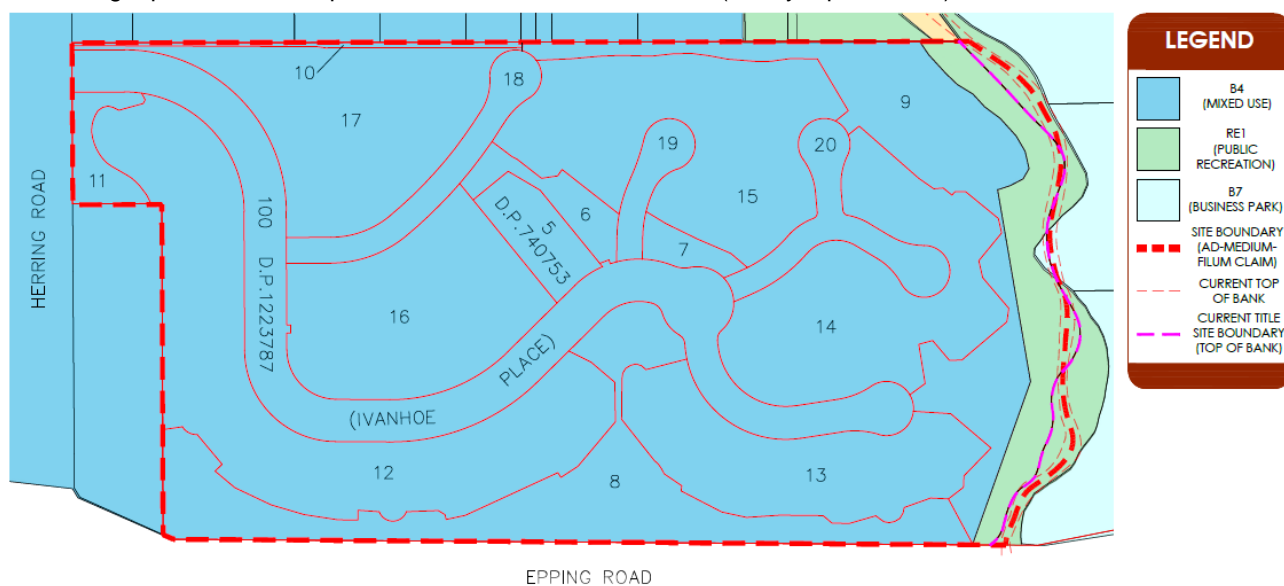 10
18
9
17
19
20
11
100 D.P.1223787
6
15
5
D.P.740753
7
HERRING ROAD
16
14
(IVANHOE PLACE)
12
8
13
EPPING ROAD
LEGEND
B4
(MIXED USE)
RE1
(PUBLIC
RECREATION)
B7
(BUSINESS PARK)
SITE BOUNDARY
(AD-MEDIUM-
FILUM CLAIM)
CURRENT TOP
OF BANK
CURRENT TITLE
SITE BOUNDARY
(TOP OF BANK)